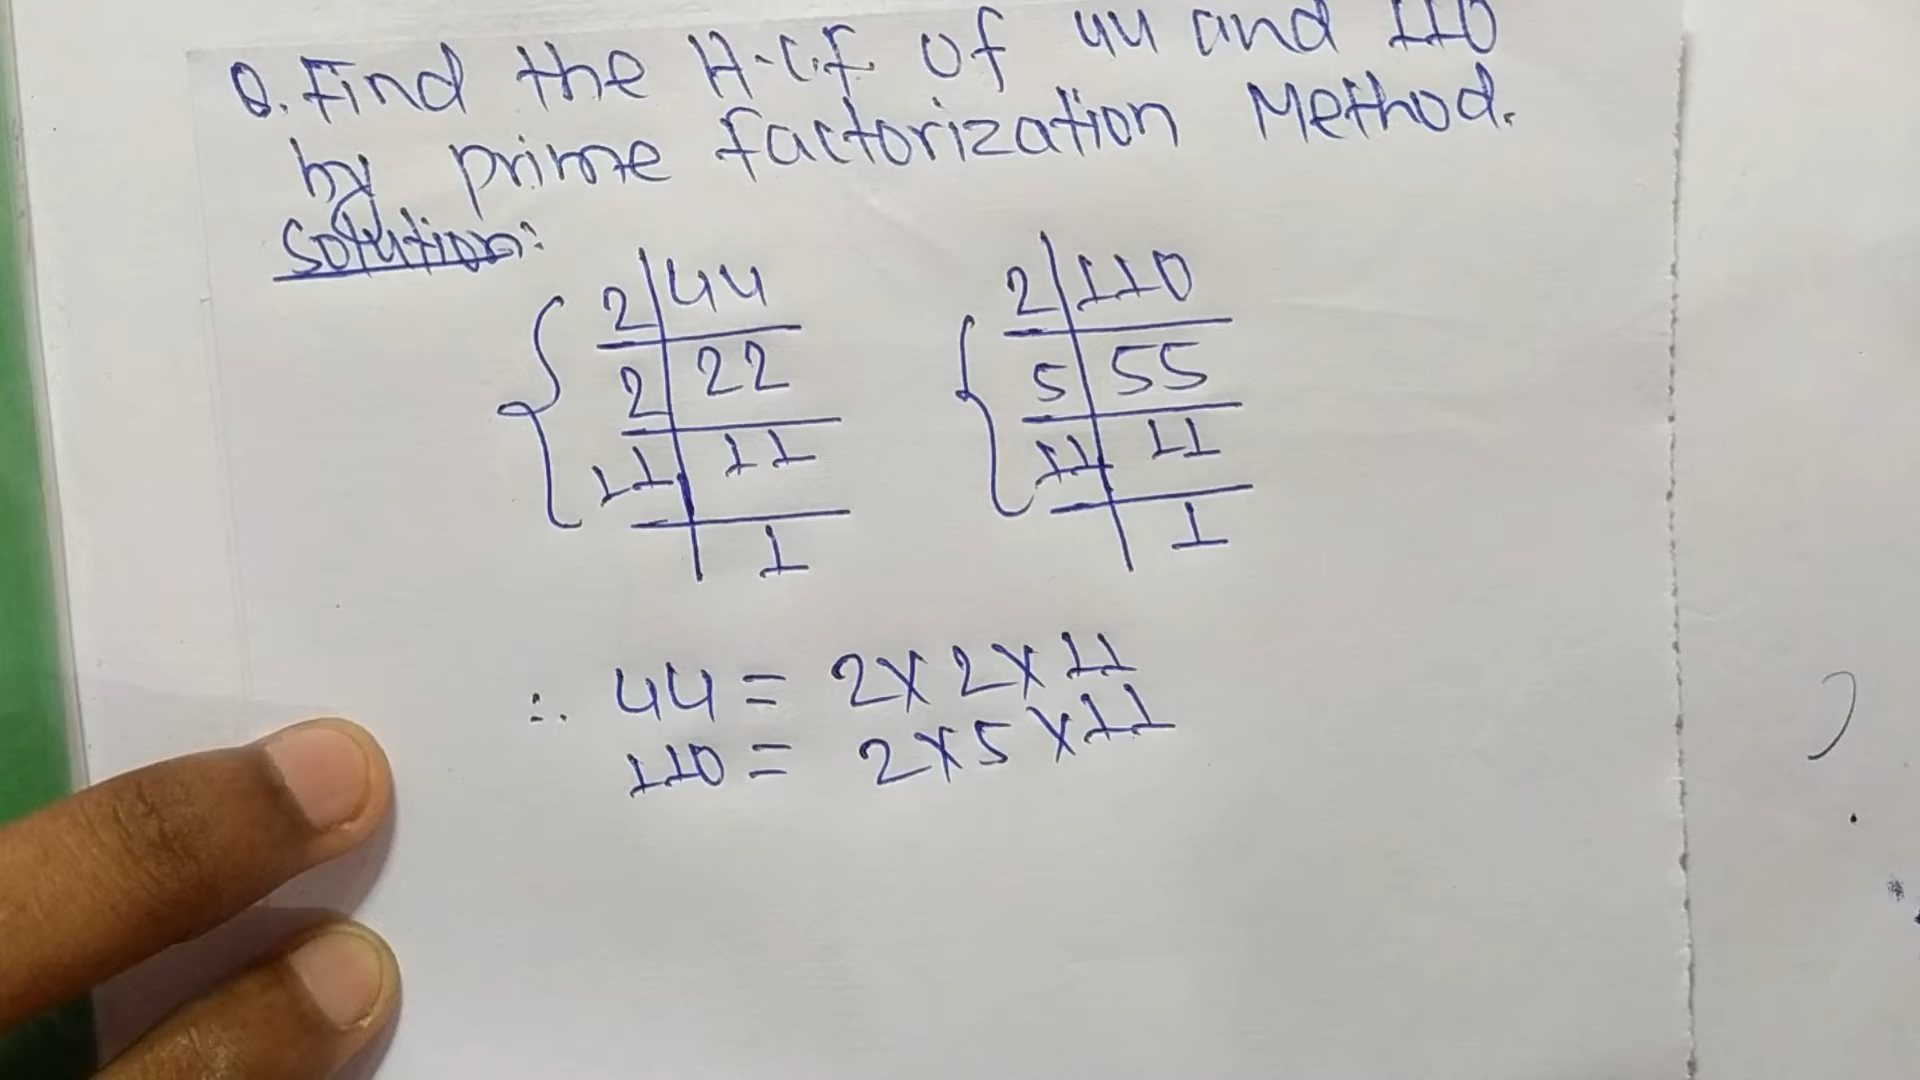 Q. Find the H.C.F. of 44 and 110
by prime factorization Method.
Solution:
2 | 44
2 | 22
11 | 11
1
2 | 110
5 | 55
11 | 11
1
∴ 44 = 2 × 2 × 11
110 = 2 × 5 × 11